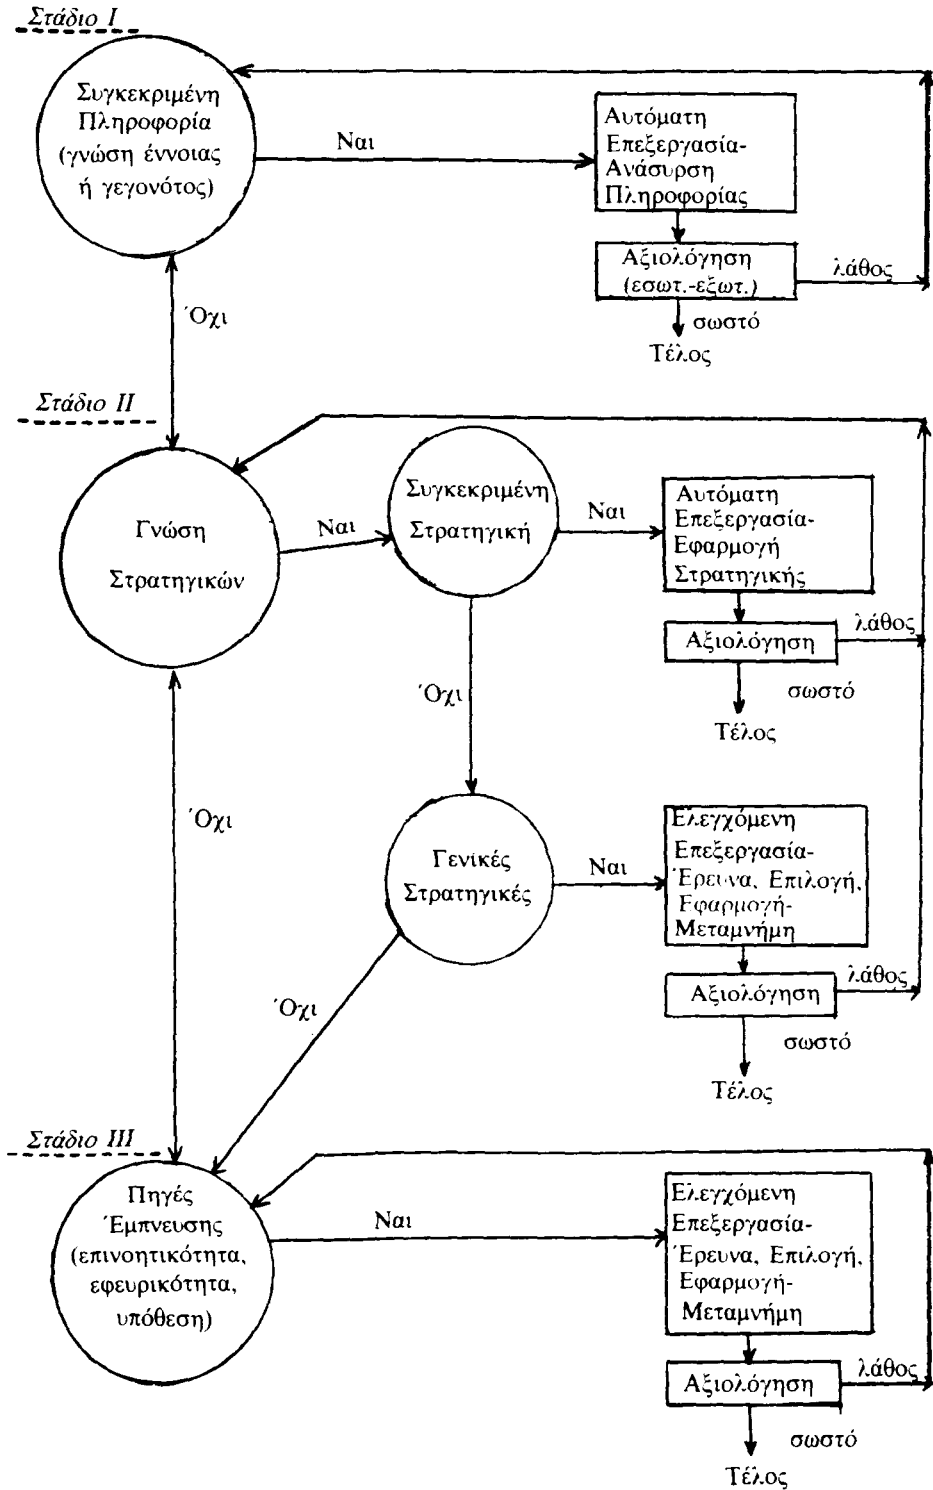 Στάδιο I
Συγκεκριμένη
Πληροφορία
(γνώση έννοιας
ή γεγονότος)
Ναι
Αυτόματη
Επεξεργασία-
Ανάσυρση
Πληροφορίας
Αξιολόγηση
(εσωτ.-εξωτ.)
λάθος
σωστό
Τέλος
Όχι
Στάδιο II
Γνώση
Στρατηγικών
Ναι
Συγκεκριμένη
Στρατηγική
Ναι
Αυτόματη
Επεξεργασία-
Εφαρμογή
Στρατηγικής
Αξιολόγηση
λάθος
σωστό
Τέλος
Όχι
Όχι
Γενικές
Στρατηγικές
Ναι
Ελεγχόμενη
Επεξεργασία-
Έρευνα, Επιλογή,
Εφαρμογή-
Μεταμνήμη
Αξιολόγηση
λάθος
σωστό
Τέλος
Όχι
Στάδιο III
Πηγές
Έμπνευσης
(επινοητικότητα,
εφευρικότητα,
υπόθεση)
Ναι
Ελεγχόμενη
Επεξεργασία-
Έρευνα, Επιλογή,
Εφαρμογή-
Μεταμνήμη
Αξιολόγηση
λάθος
σωστό
Τέλος